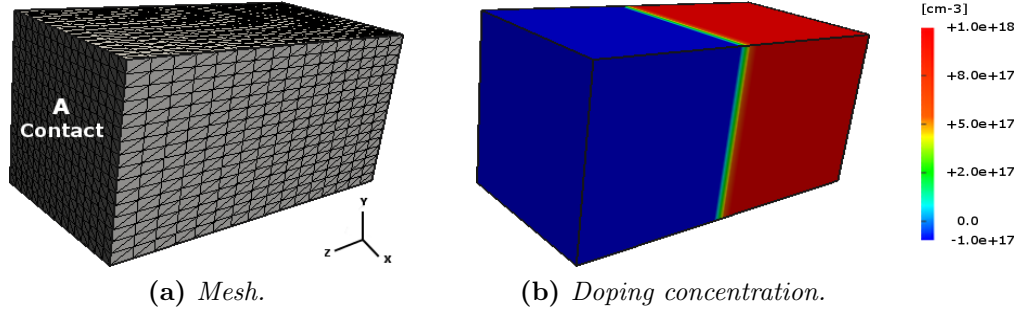 A
Contact
Y
Z
X
(a) Mesh.
[cm-3]
+1.0e+18
+8.0e+17
+5.0e+17
+2.0e+17
0.0
-1.0e+17
(b) Doping concentration.